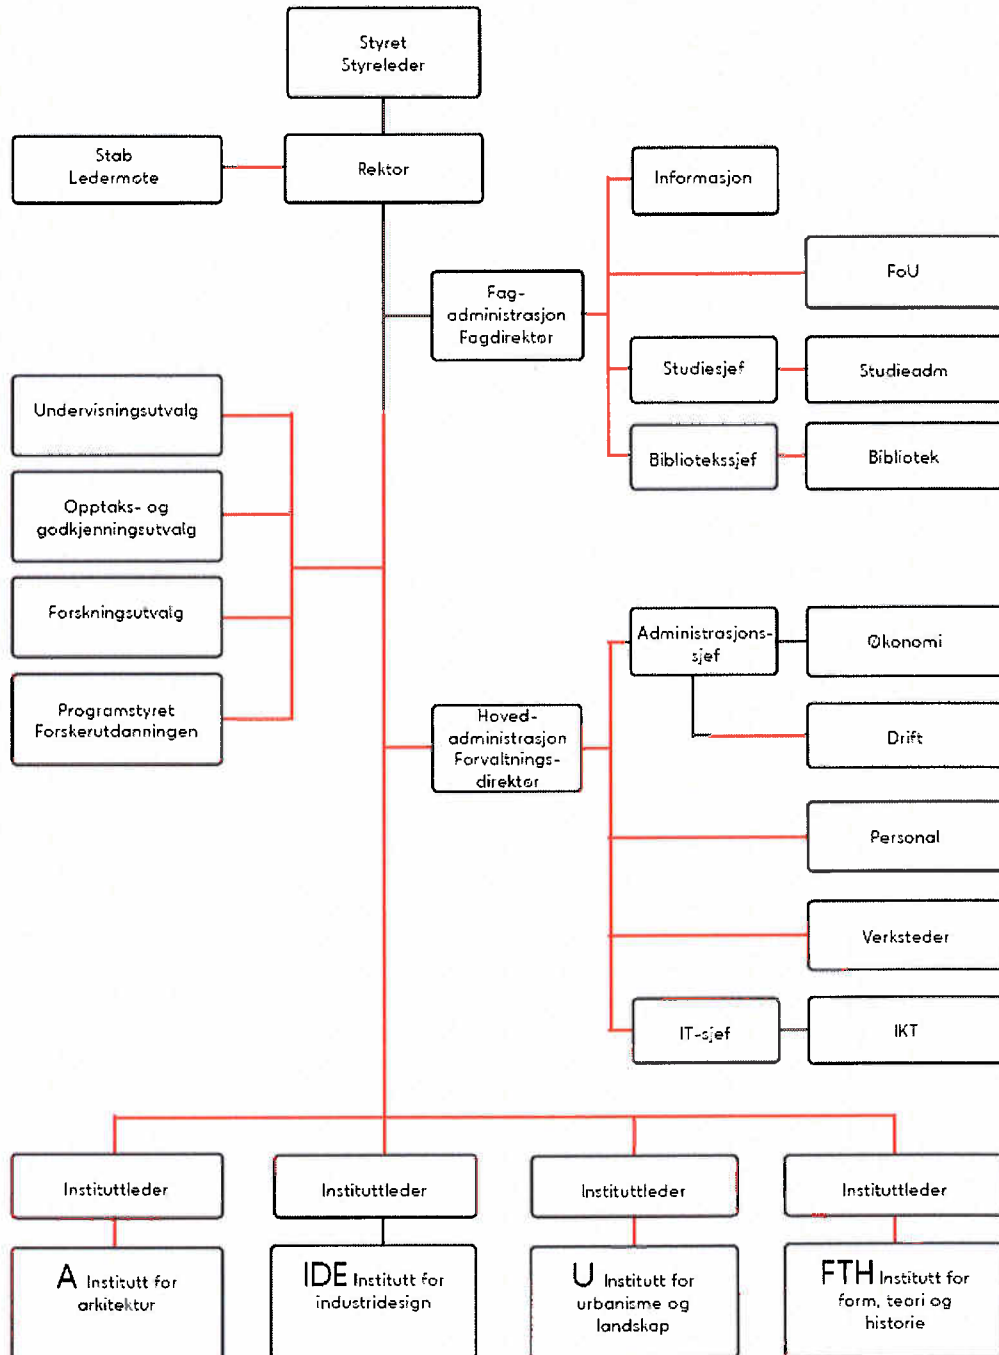 Styret
Styreleder
Stab
Ledermøte
Rektor
Informasjon
FoU
Fag-
administrasjon
Fagdirektør
Studiesjef
Studieadm
Bibliotekssjef
Bibliotek
Undervisningsutvalg
Opptaks- og
godkjenningsutvalg
Forskningsutvalg
Programstyret
Forskerutdanningen
Administrasjons-
sjef
Økonomi
Drift
Hoved-
administrasjon
Forvaltnings-
direktør
Personal
Verksteder
IT-sjef
IKT
Instituttleder
Instituttleder
Instituttleder
Instituttleder
A Institutt for
arkitektur
IDE Institutt for
industridesign
U Institutt for
urbanisme og
landskap
FTH Institutt for
form, teori og
historie